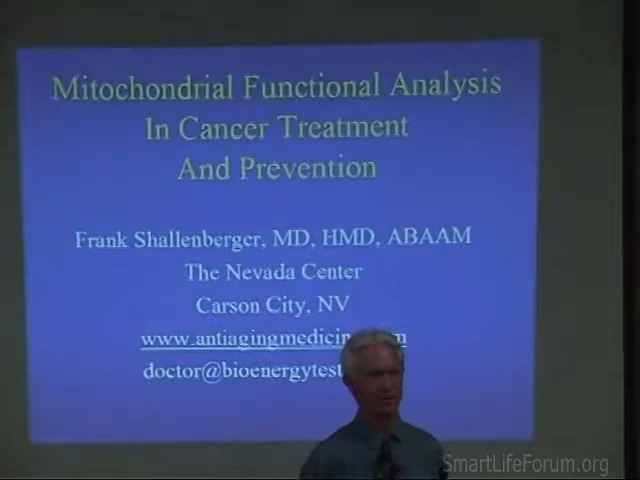 Mitochondrial Functional Analysis
In Cancer Treatment
And Prevention
Frank Shallenberger, MD, HMD, ABAAM
The Nevada Center
Carson City, NV
www.antiagingmedicin
doctor@bioenergytest
SmartLifeForum.org